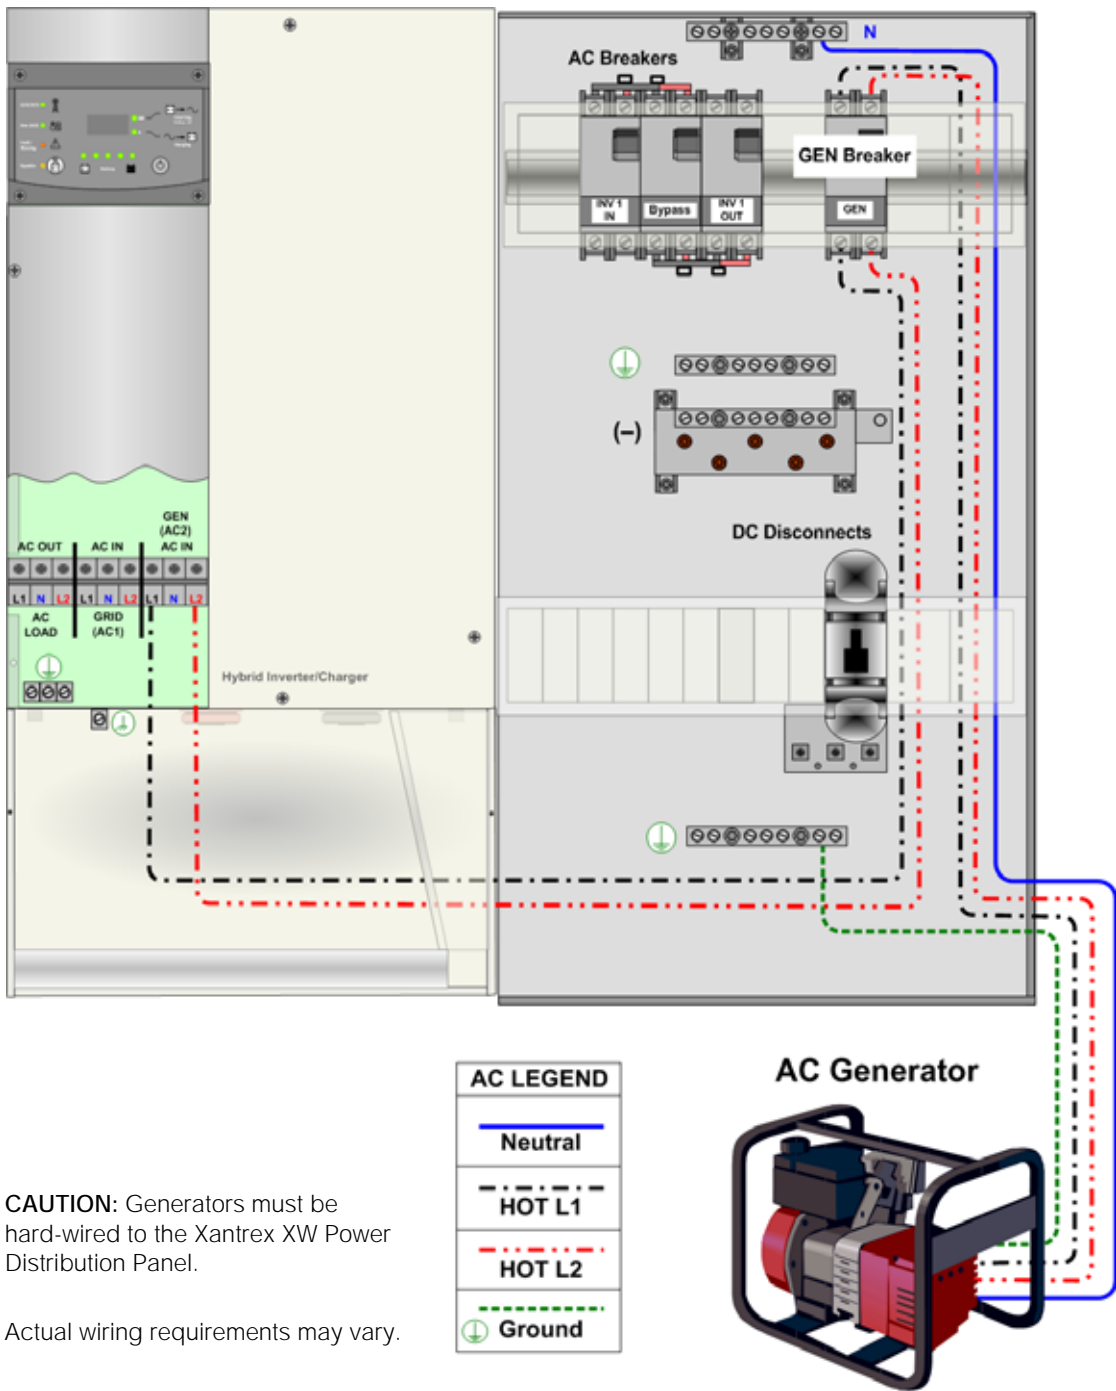 N
AC Breakers
GEN Breaker
INV 1
IN
Bypass
INV 1
OUT
GEN
(–)
DC Disconnects
GEN
(AC2)
AC OUT
AC IN
AC IN
L1 N L2 L1 N L2 L1 N L2
AC
LOAD
GRID
(AC1)
Hybrid Inverter/Charger
AC Generator
AC LEGEND
Neutral
HOT L1
HOT L2
Ground
CAUTION: Generators must be
hard-wired to the Xantrex XW Power
Distribution Panel.
Actual wiring requirements may vary.